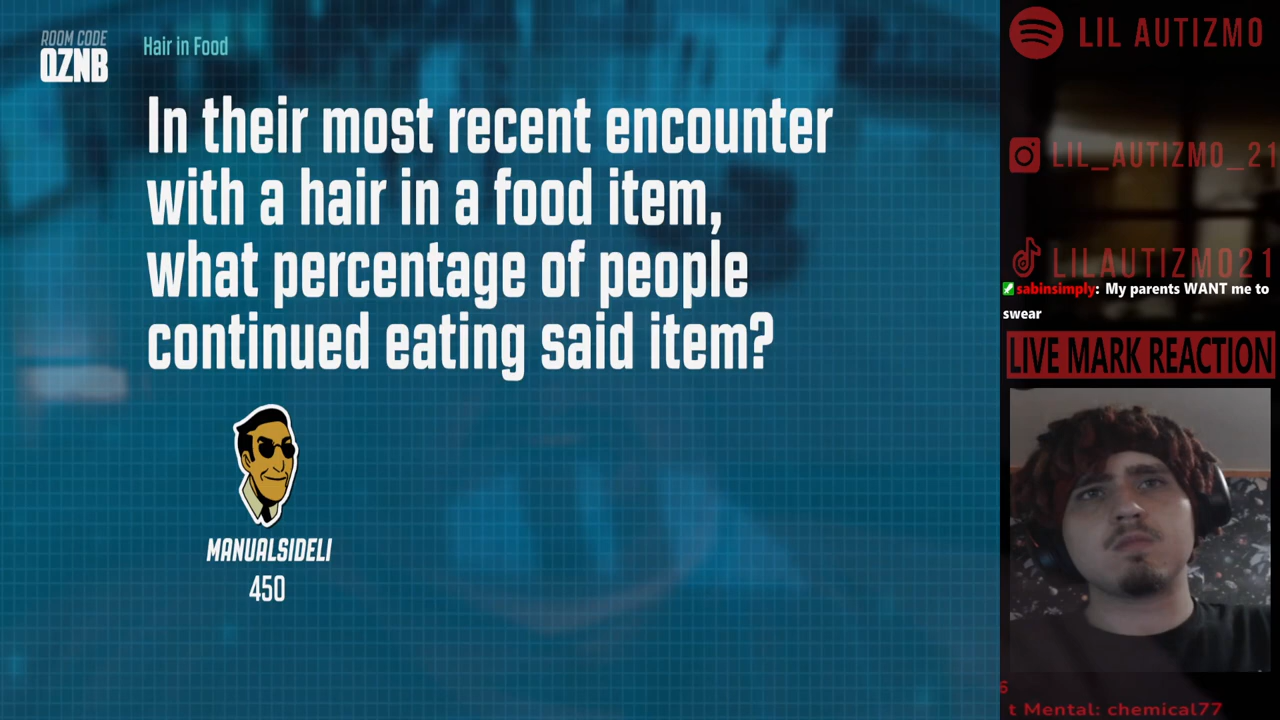 ROOM CODE
QZNB
Hair in Food
In their most recent encounter
with a hair in a food item,
what percentage of people
continued eating said item?
MANUALSIDELI
450
LIL AUTIZMO
LIL_AUTIZMO_21
LILAUTIZMO21
sabinsimply: My parents WANT me to
swear
LIVE MARK REACTION
6
t Mental: chemical77